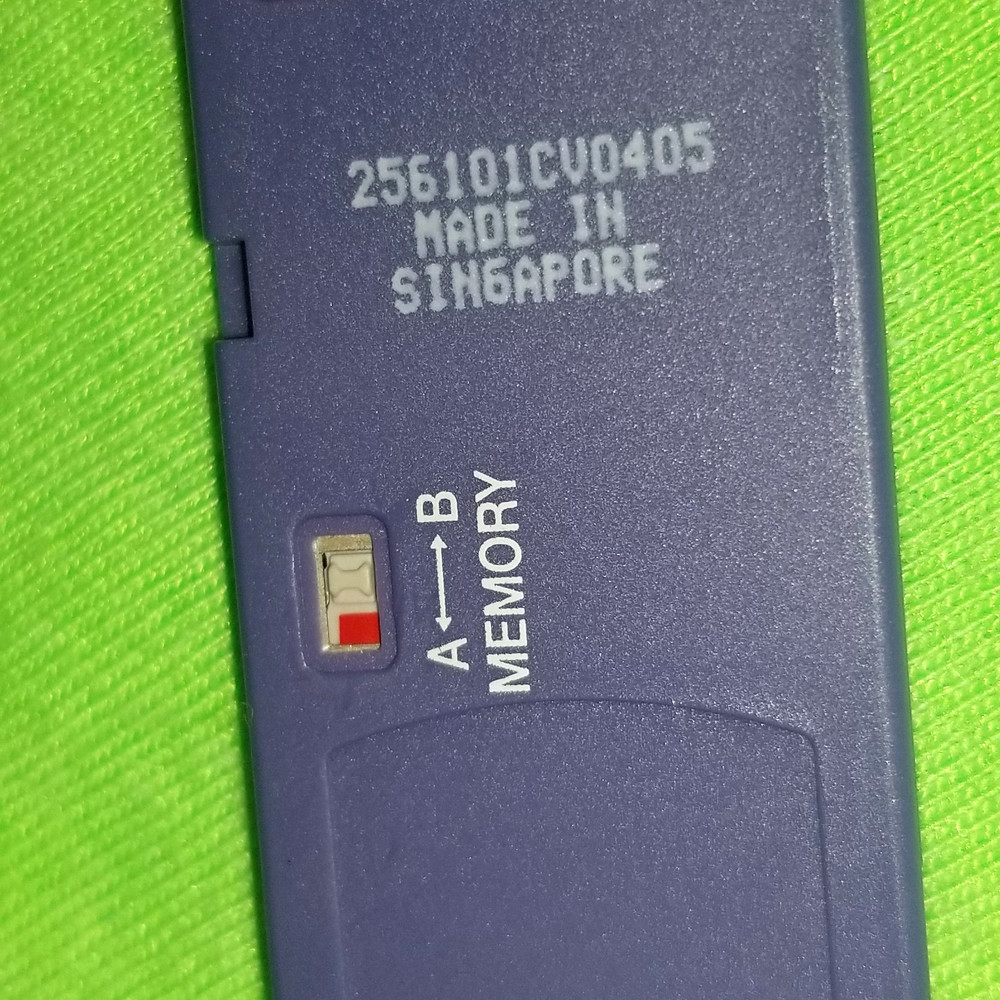 256101CV0405
MADE IN
SINGAPORE
A ⟷ B
MEMORY